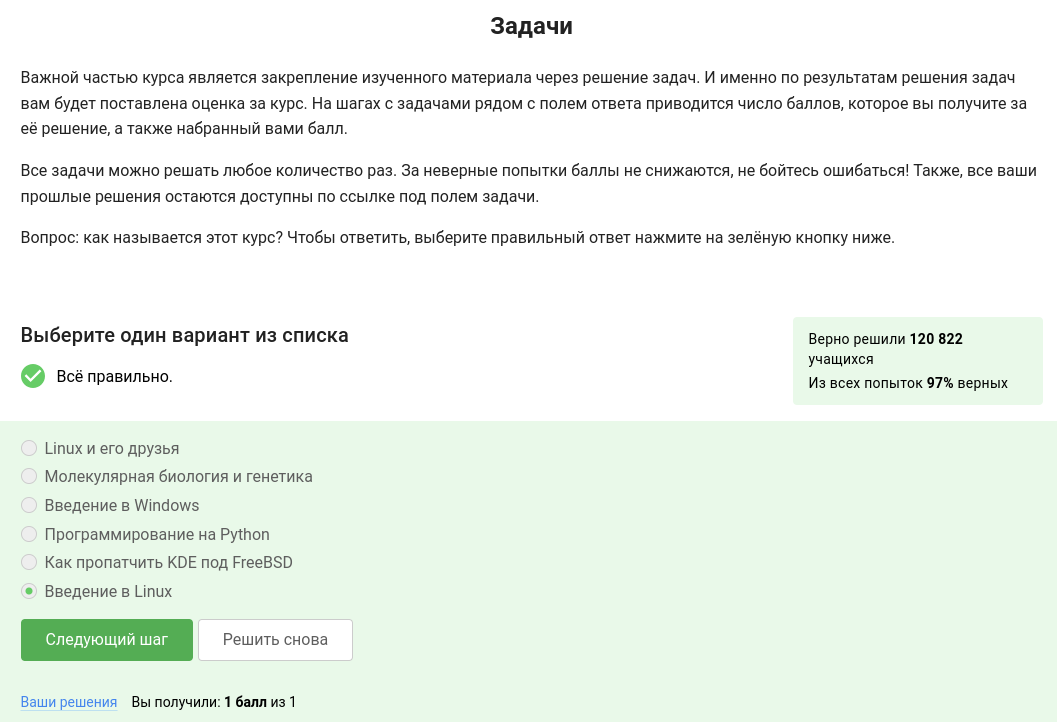 Задачи
Важной частью курса является закрепление изученного материала через решение задач. И именно по результатам решения задач
вам будет поставлена оценка за курс. На шагах с задачами рядом с полем ответа приводится число баллов, которое вы получите за
её решение, а также набранный вами балл.
Все задачи можно решать любое количество раз. За неверные попытки баллы не снижаются, не бойтесь ошибаться! Также, все ваши
прошлые решения остаются доступны по ссылке под полем задачи.
Вопрос: как называется этот курс? Чтобы ответить, выберите правильный ответ нажмите на зелёную кнопку ниже.
Выберите один вариант из списка
Всё правильно.
Верно решили 120 822
учащихся
Из всех попыток 97% верных
Linux и его друзья
Молекулярная биология и генетика
Введение в Windows
Программирование на Python
Как пропатчить KDE под FreeBSD
Введение в Linux
Следующий шаг
Решить снова
Ваши решения
Вы получили: 1 балл из 1